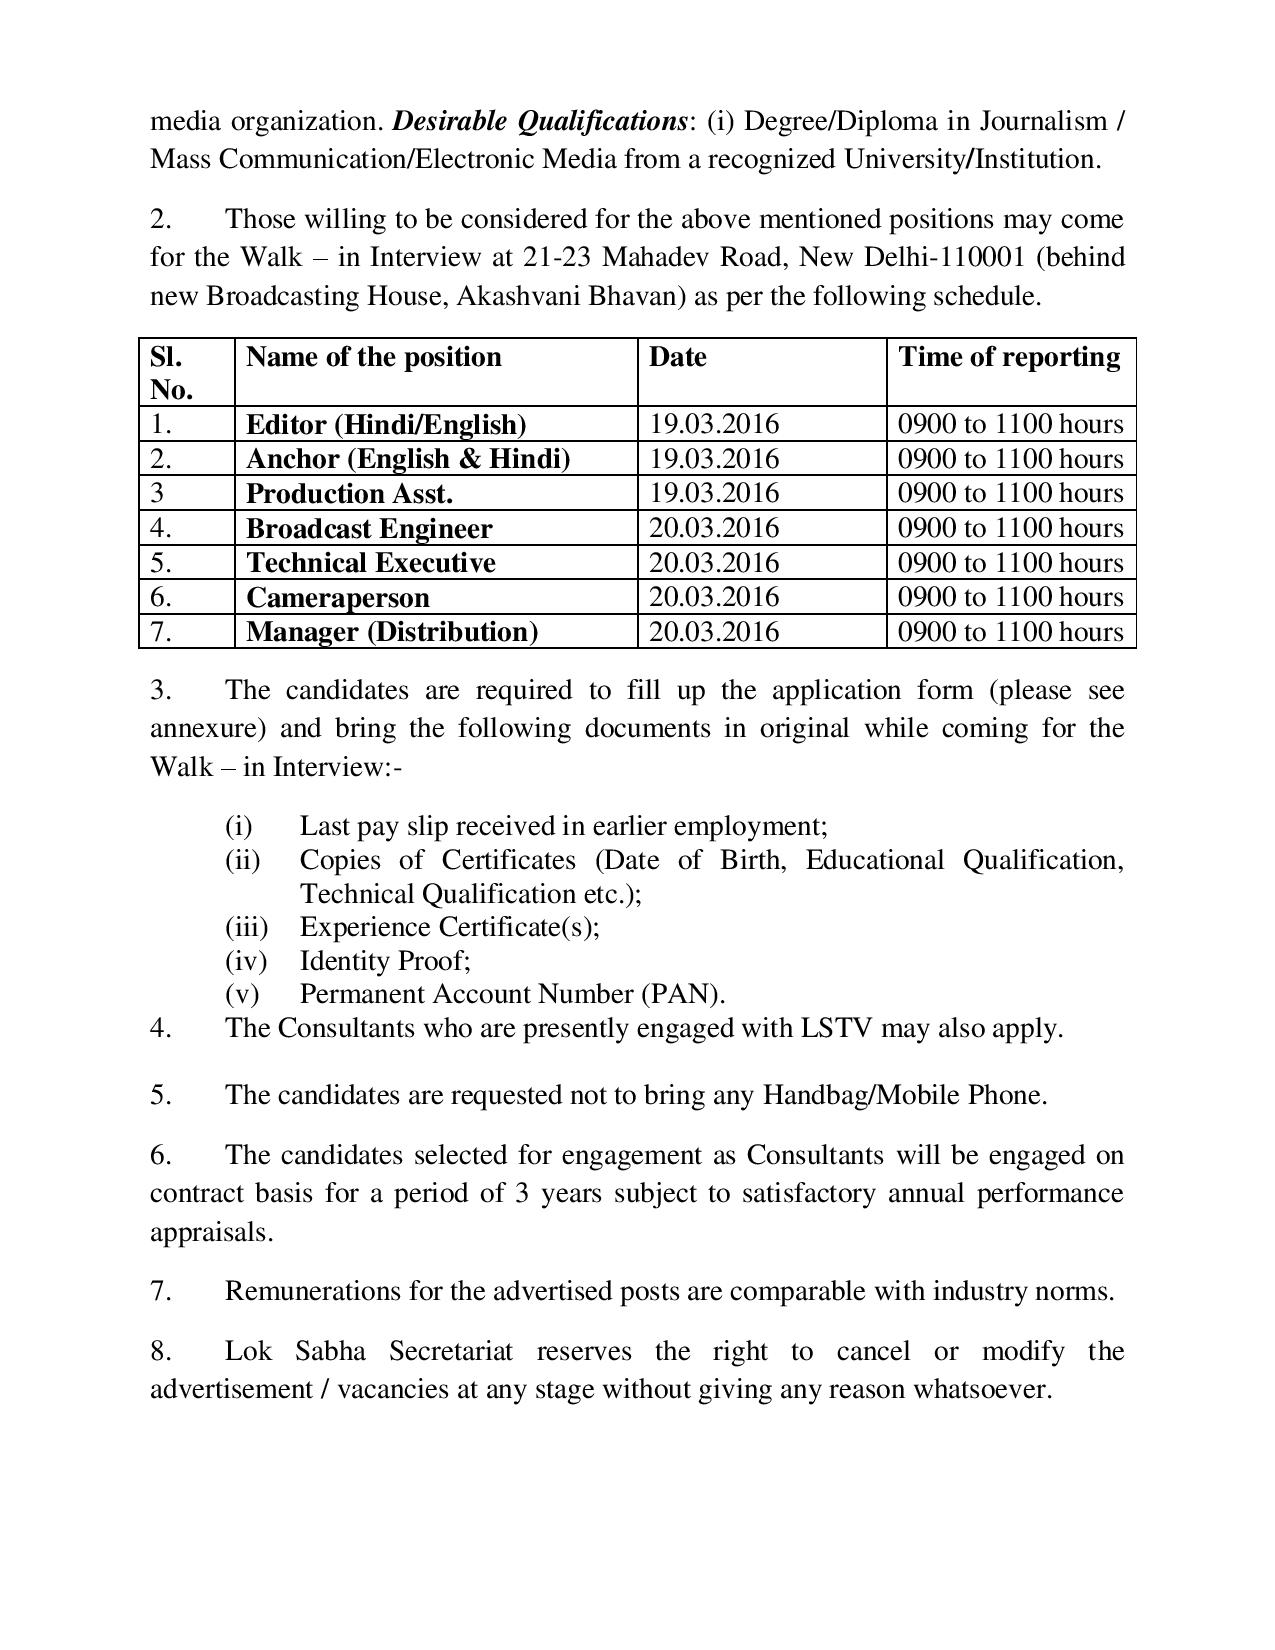 media organization. Desirable Qualifications: (i) Degree/Diploma in Journalism /
Mass Communication/Electronic Media from a recognized University/Institution.
2. Those willing to be considered for the above mentioned positions may come
for the Walk – in Interview at 21-23 Mahadev Road, New Delhi-110001 (behind
new Broadcasting House, Akashvani Bhavan) as per the following schedule.
Sl. No. Name of the position Date Time of reporting
1. Editor (Hindi/English) 19.03.2016 0900 to 1100 hours
2. Anchor (English & Hindi) 19.03.2016 0900 to 1100 hours
3 Production Asst. 19.03.2016 0900 to 1100 hours
4. Broadcast Engineer 20.03.2016 0900 to 1100 hours
5. Technical Executive 20.03.2016 0900 to 1100 hours
6. Cameraperson 20.03.2016 0900 to 1100 hours
7. Manager (Distribution) 20.03.2016 0900 to 1100 hours
3. The candidates are required to fill up the application form (please see
annexure) and bring the following documents in original while coming for the
Walk – in Interview:-
(i) Last pay slip received in earlier employment;
(ii) Copies of Certificates (Date of Birth, Educational Qualification,
Technical Qualification etc.);
(iii) Experience Certificate(s);
(iv) Identity Proof;
(v) Permanent Account Number (PAN).
4. The Consultants who are presently engaged with LSTV may also apply.
5. The candidates are requested not to bring any Handbag/Mobile Phone.
6. The candidates selected for engagement as Consultants will be engaged on
contract basis for a period of 3 years subject to satisfactory annual performance
appraisals.
7. Remunerations for the advertised posts are comparable with industry norms.
8. Lok Sabha Secretariat reserves the right to cancel or modify the
advertisement / vacancies at any stage without giving any reason whatsoever.